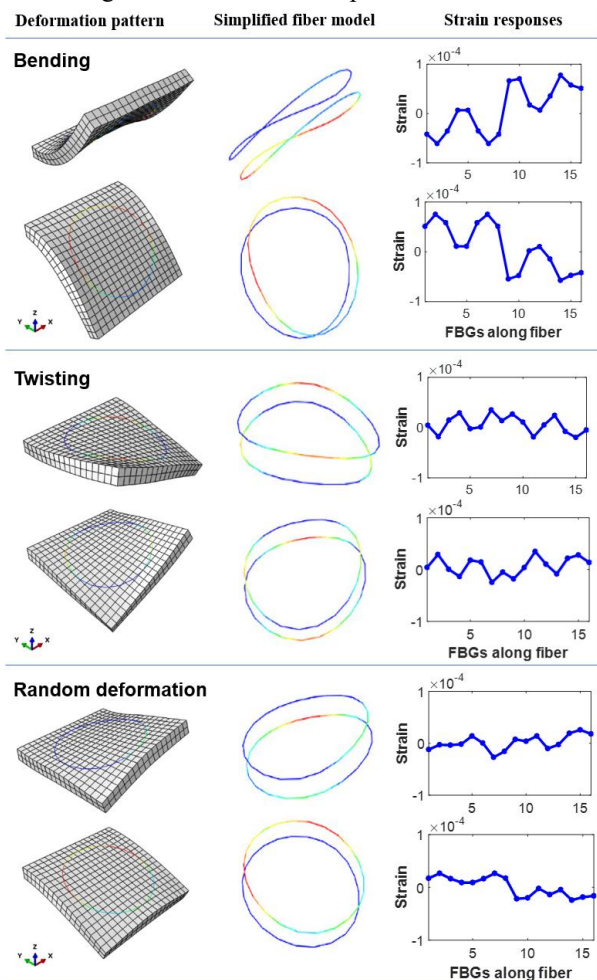 Deformation pattern Simplified fiber model Strain responses
Bending
×10⁻⁴
1
0
-1
Strain
5 10 15
×10⁻⁴
1
0
-1
Strain
5 10 15
FBGs along fiber
Z
Y X
Twisting
×10⁻⁴
1
0
-1
Strain
5 10 15
×10⁻⁴
1
0
-1
Strain
5 10 15
FBGs along fiber
Z
Y X
Random deformation
×10⁻⁴
1
0
-1
Strain
5 10 15
×10⁻⁴
1
0
-1
Strain
5 10 15
FBGs along fiber
Z
Y X